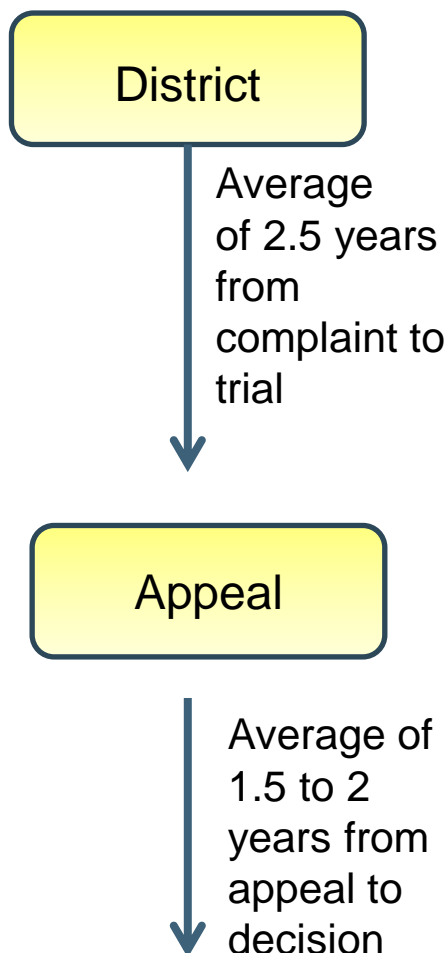 District
Average
of 2.5 years
from
complaint to
trial
Appeal
Average of
1.5 to 2
years from
appeal to
decision